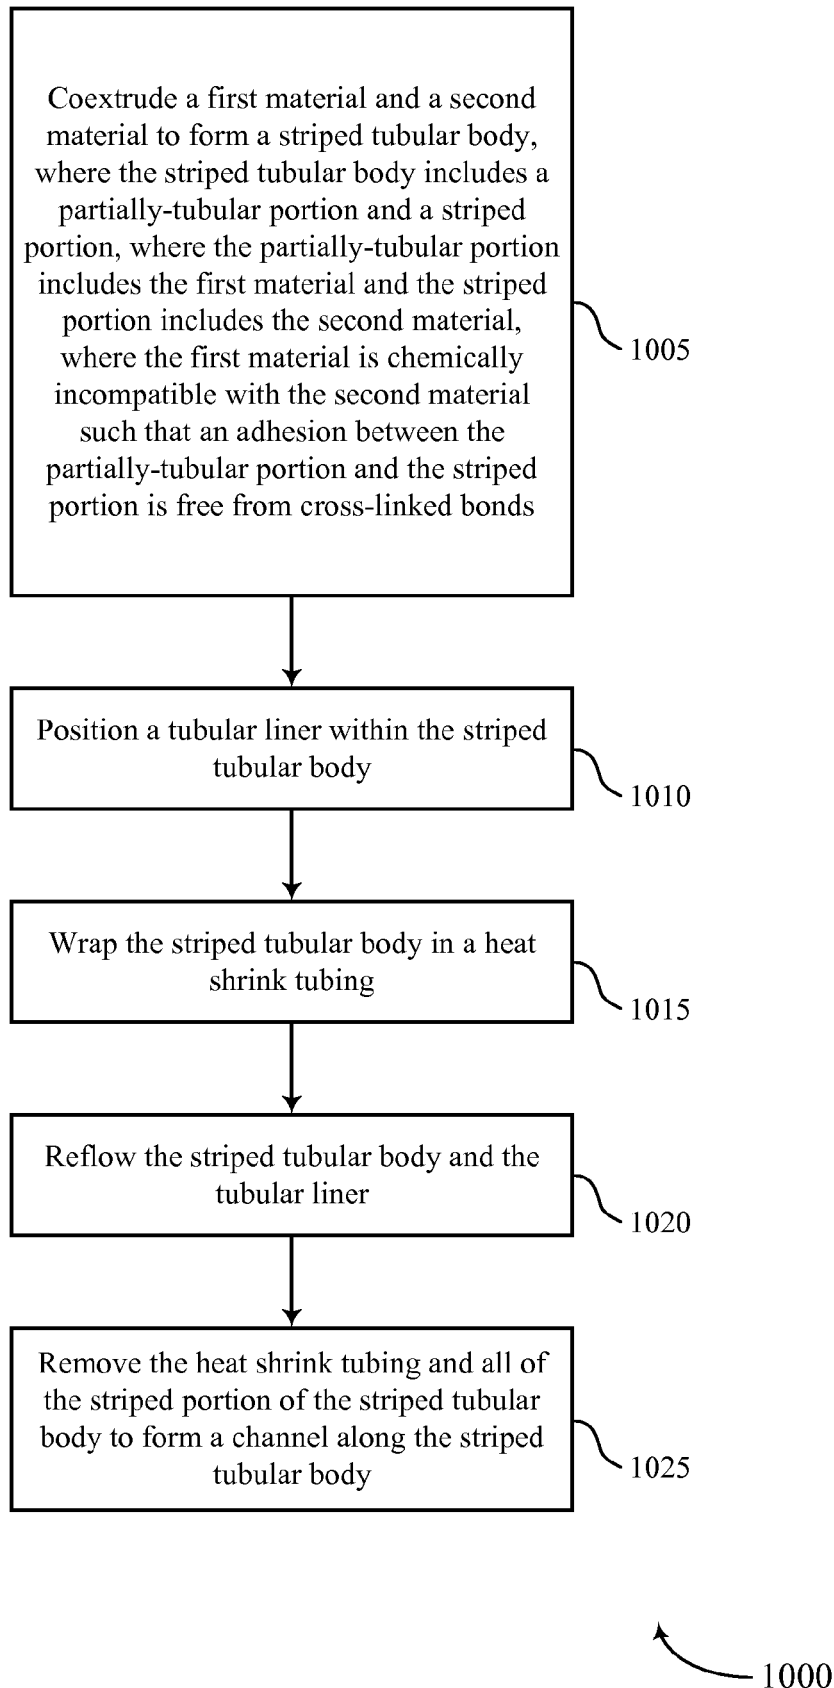 Coextrude a first material and a second
material to form a striped tubular body,
where the striped tubular body includes a
partially-tubular portion and a striped
portion, where the partially-tubular portion
includes the first material and the striped
portion includes the second material,
where the first material is chemically
incompatible with the second material
such that an adhesion between the
partially-tubular portion and the striped
portion is free from cross-linked bonds
1005
Position a tubular liner within the striped
tubular body
1010
Wrap the striped tubular body in a heat
shrink tubing
1015
Reflow the striped tubular body and the
tubular liner
1020
Remove the heat shrink tubing and all of
the striped portion of the striped tubular
body to form a channel along the striped
tubular body
1025
1000